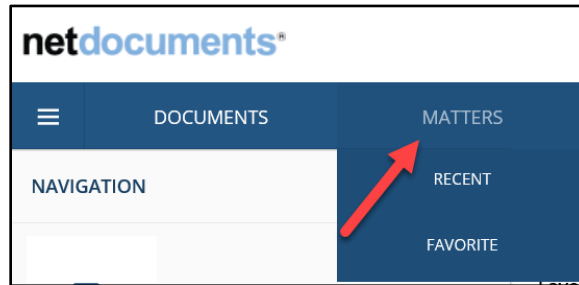 netdocuments®
DOCUMENTS MATTERS
NAVIGATION
RECENT
FAVORITE